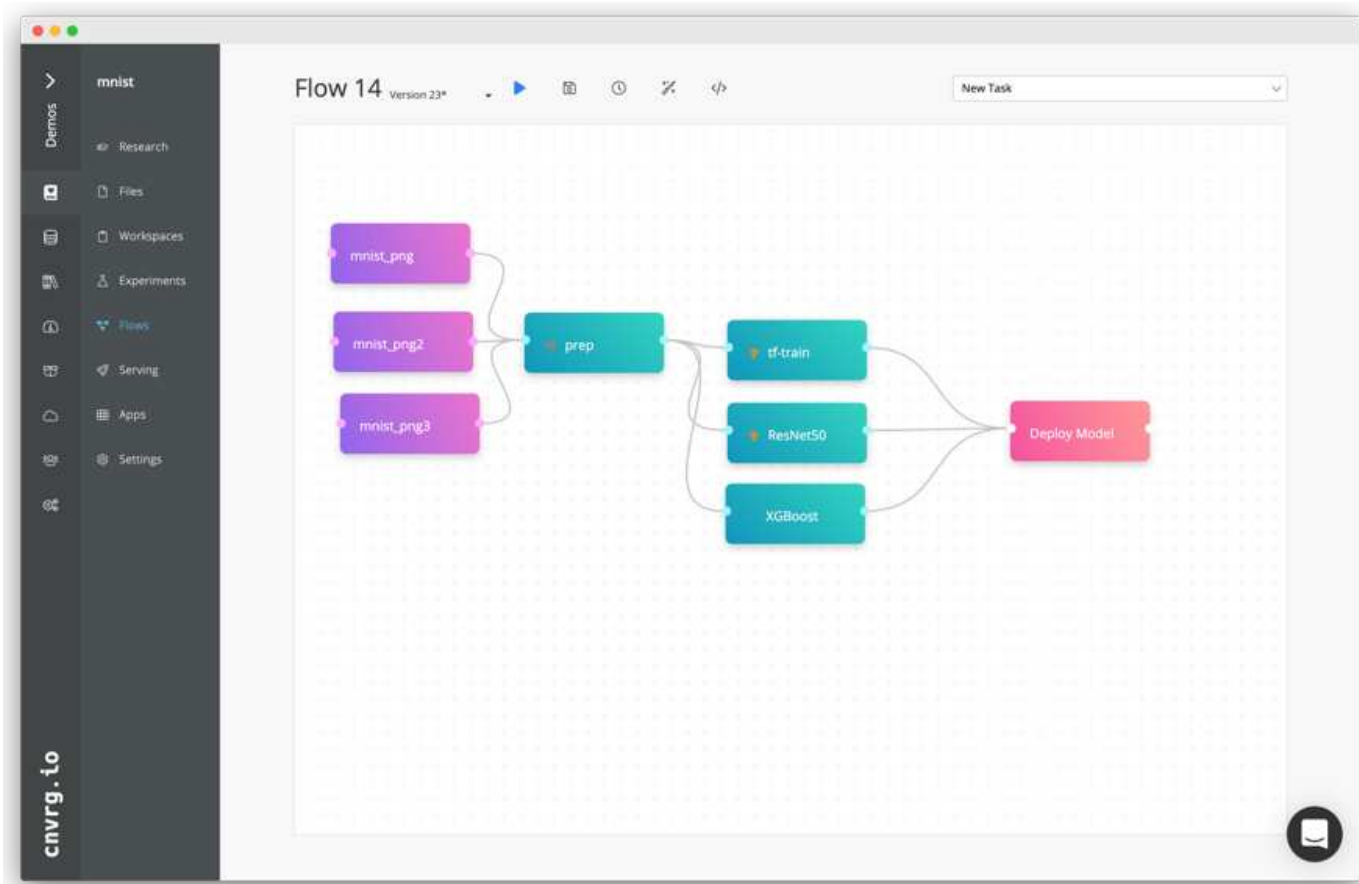 mnist
Demos
Research
Files
Workspaces
Experiments
Flows
Serving
Apps
Settings
cnvrg.io
Flow 14 Version 23*
</>
New Task
mnist_png
mnist_png2
mnist_png3
prep
tf-train
ResNet50
XGBoost
Deploy Model